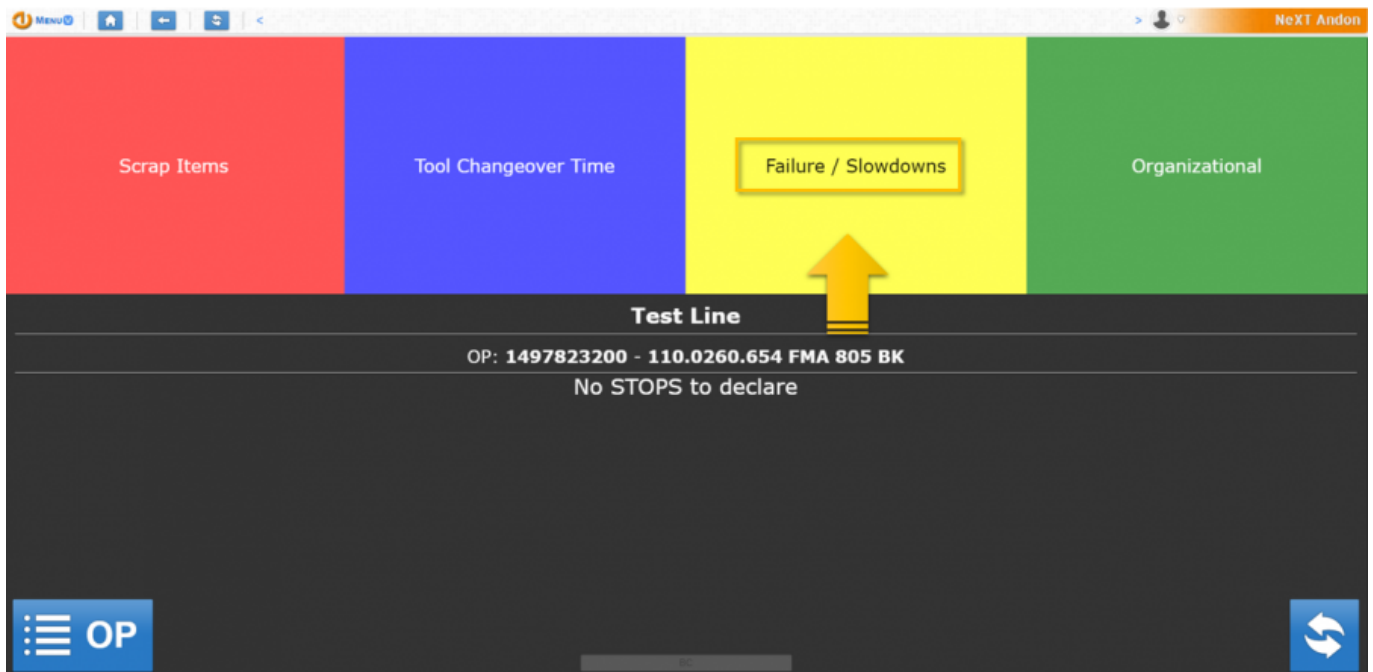 MENU
NeXT Andon
Scrap Items
Tool Changeover Time
Failure / Slowdowns
Organizational
Test Line
OP: 1497823200 - 110.0260.654 FMA 805 BK
No STOPS to declare
OP